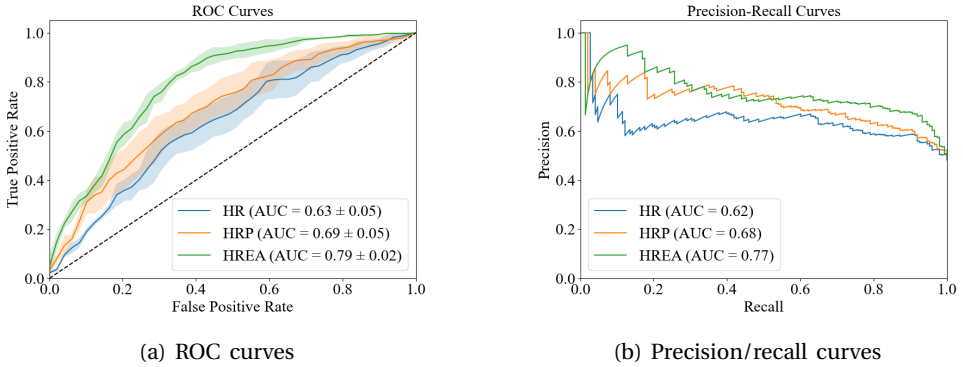 ROC Curves
1.0
0.8
0.6
0.4
0.2
0.0
True Positive Rate
HR (AUC = 0.63 ± 0.05)
HRP (AUC = 0.69 ± 0.05)
HREA (AUC = 0.79 ± 0.02)
0.0 0.2 0.4 0.6 0.8 1.0
False Positive Rate
(a) ROC curves
Precision-Recall Curves
1.0
0.8
0.6
0.4
0.2
0.0
Precision
HR (AUC = 0.62)
HRP (AUC = 0.68)
HREA (AUC = 0.77)
0.0 0.2 0.4 0.6 0.8 1.0
Recall
(b) Precision/recall curves